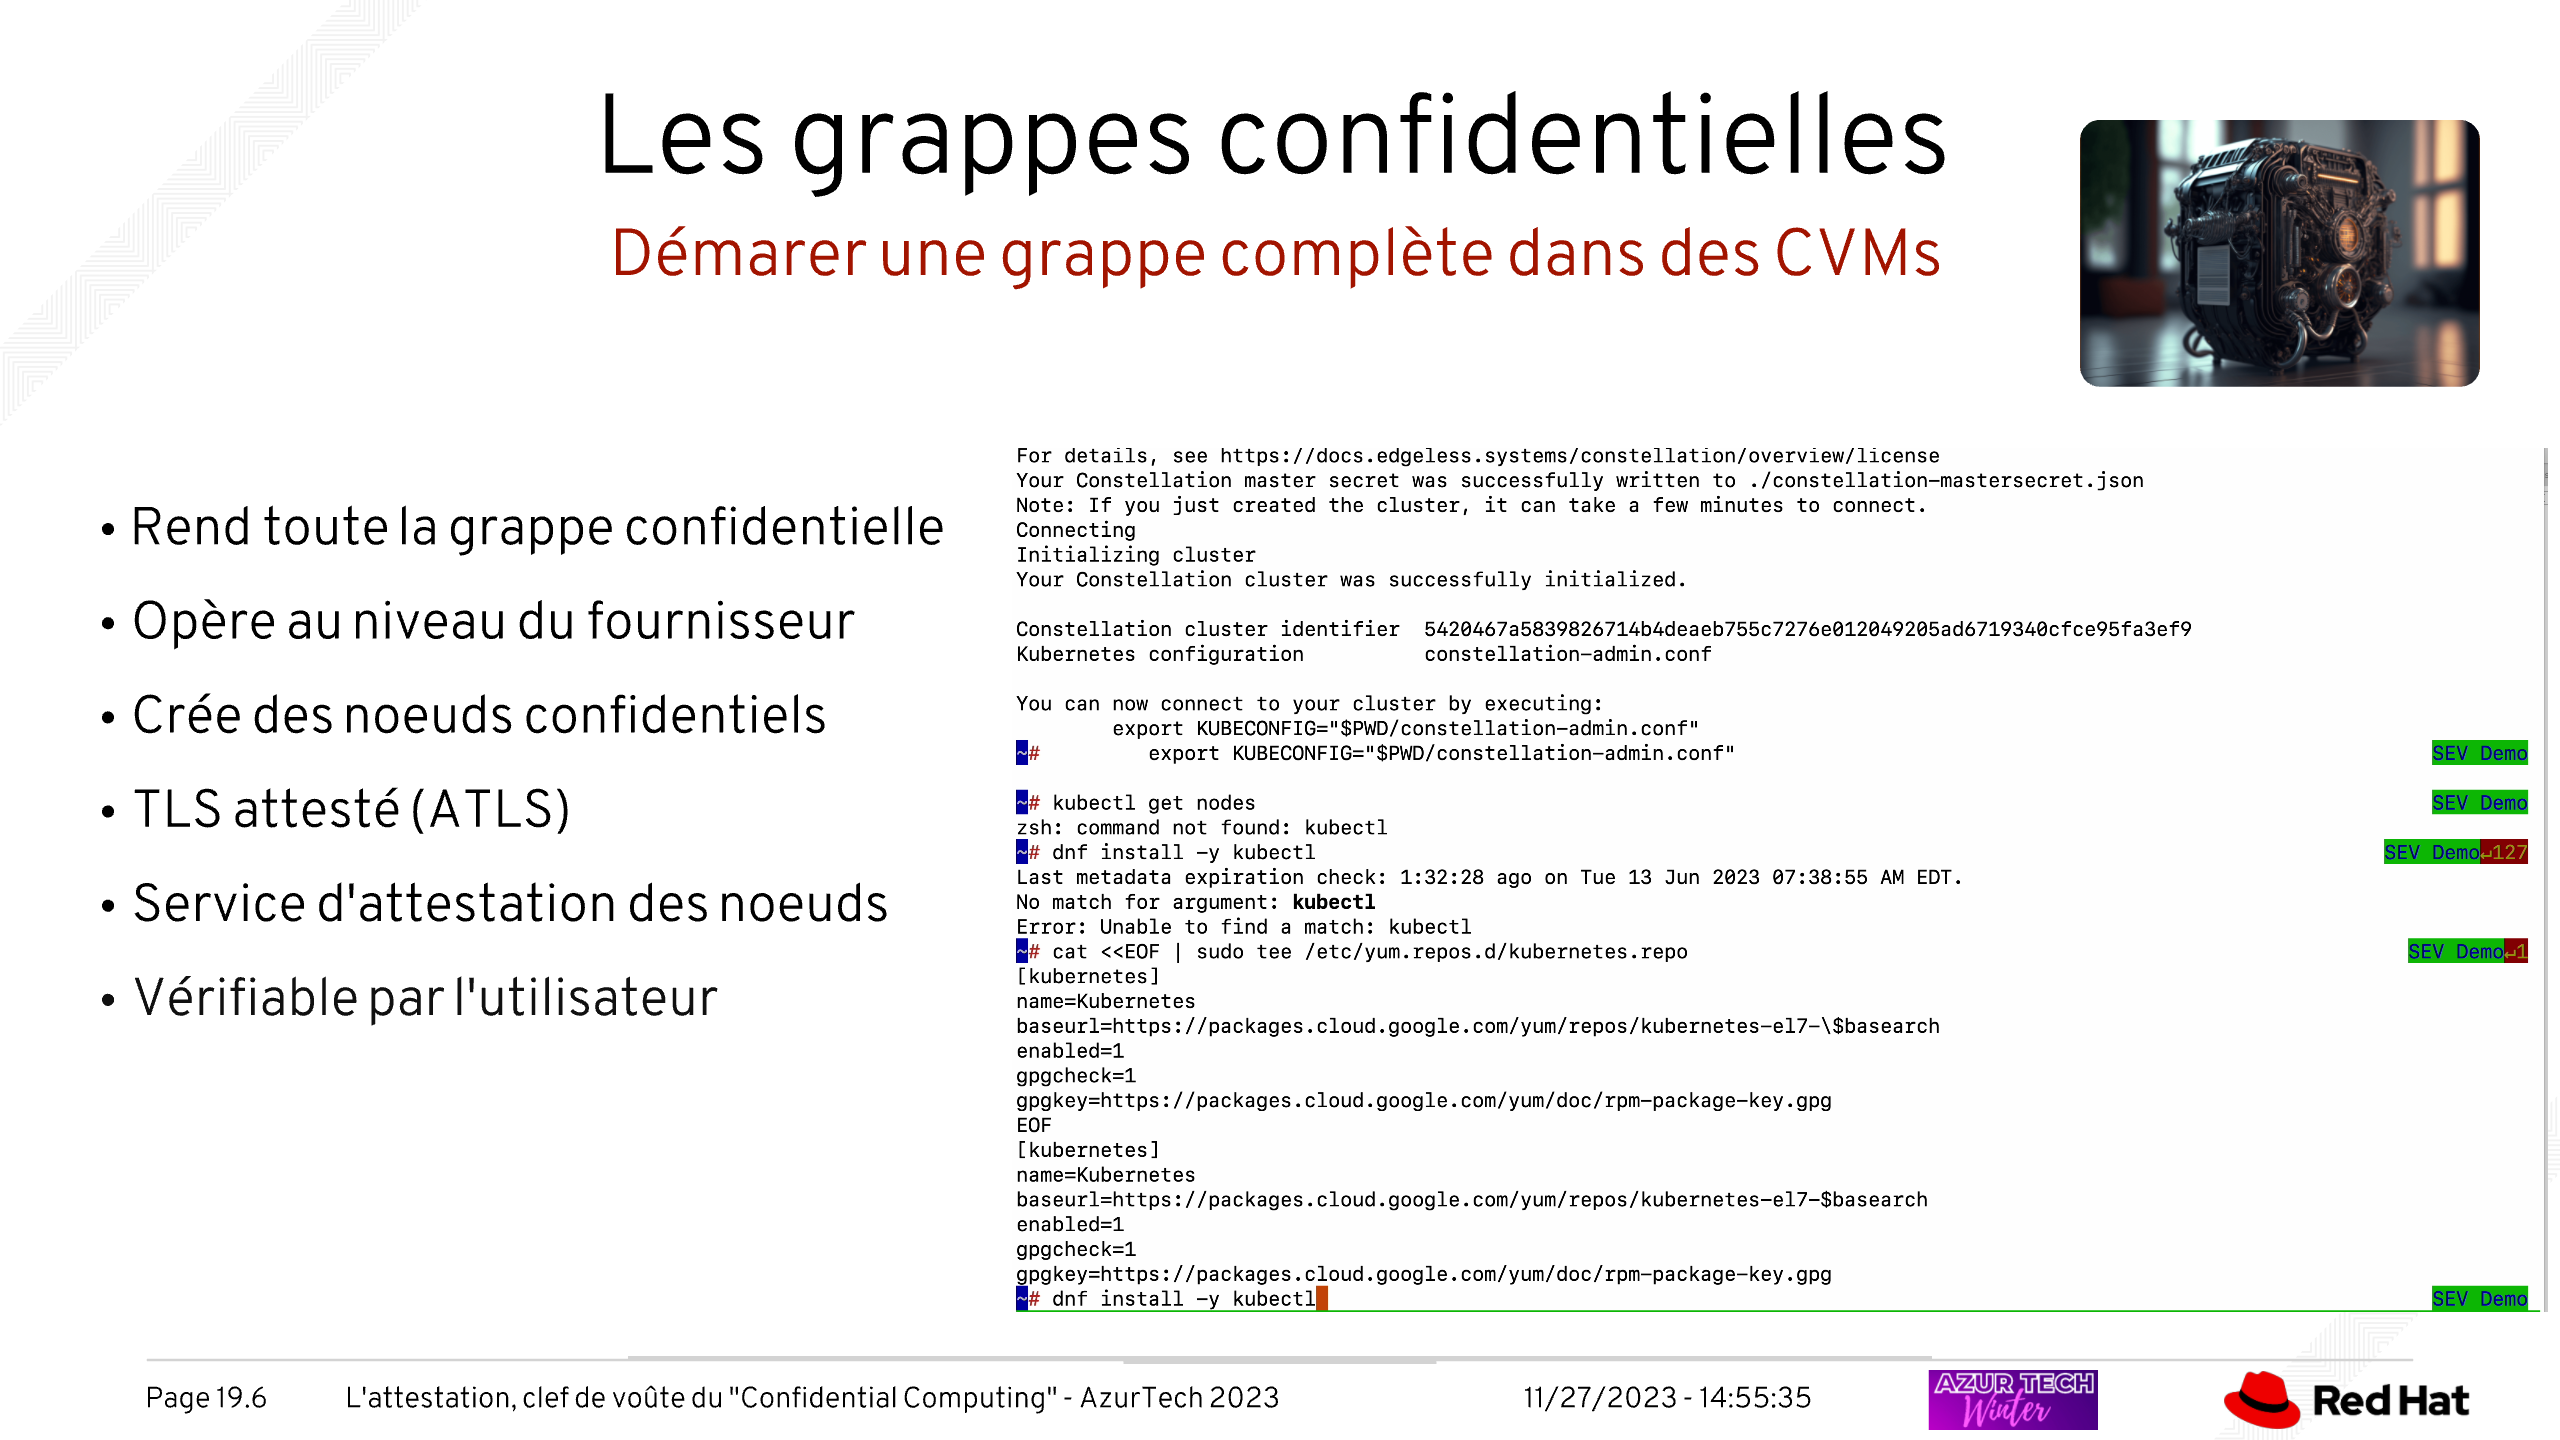 Les grappes confidentielles
Démarer une grappe complète dans des CVMs
• Rend toute la grappe confidentielle
• Opère au niveau du fournisseur
• Crée des noeuds confidentiels
• TLS attesté (ATLS)
• Service d'attestation des noeuds
• Vérifiable par l'utilisateur
For details, see https://docs.edgeless.systems/constellation/overview/license
Your Constellation master secret was successfully written to ./constellation-mastersecret.json
Note: If you just created the cluster, it can take a few minutes to connect.
Connecting
Initializing cluster
Your Constellation cluster was successfully initialized.
Constellation cluster identifier 5420467a5839826714b4deaeb755c7276e012049205ad6719340cfce95fa3ef9
Kubernetes configuration constellation-admin.conf
You can now connect to your cluster by executing:
export KUBECONFIG="$PWD/constellation-admin.conf"
~# export KUBECONFIG="$PWD/constellation-admin.conf" SEV Demo
~# kubectl get nodes SEV Demo
zsh: command not found: kubectl
~# dnf install -y kubectl SEV Demo↵127
Last metadata expiration check: 1:32:28 ago on Tue 13 Jun 2023 07:38:55 AM EDT.
No match for argument: kubectl
Error: Unable to find a match: kubectl
~# cat <<EOF | sudo tee /etc/yum.repos.d/kubernetes.repo SEV Demo↵1
[kubernetes]
name=Kubernetes
baseurl=https://packages.cloud.google.com/yum/repos/kubernetes-el7-\$basearch
enabled=1
gpgcheck=1
gpgkey=https://packages.cloud.google.com/yum/doc/rpm-package-key.gpg
EOF
[kubernetes]
name=Kubernetes
baseurl=https://packages.cloud.google.com/yum/repos/kubernetes-el7-$basearch
enabled=1
gpgcheck=1
gpgkey=https://packages.cloud.google.com/yum/doc/rpm-package-key.gpg
~# dnf install -y kubectl SEV Demo
Page 19.6 L'attestation, clef de voûte du "Confidential Computing" - AzurTech 2023 11/27/2023 - 14:55:35
AZUR TECH
Winter
Red Hat